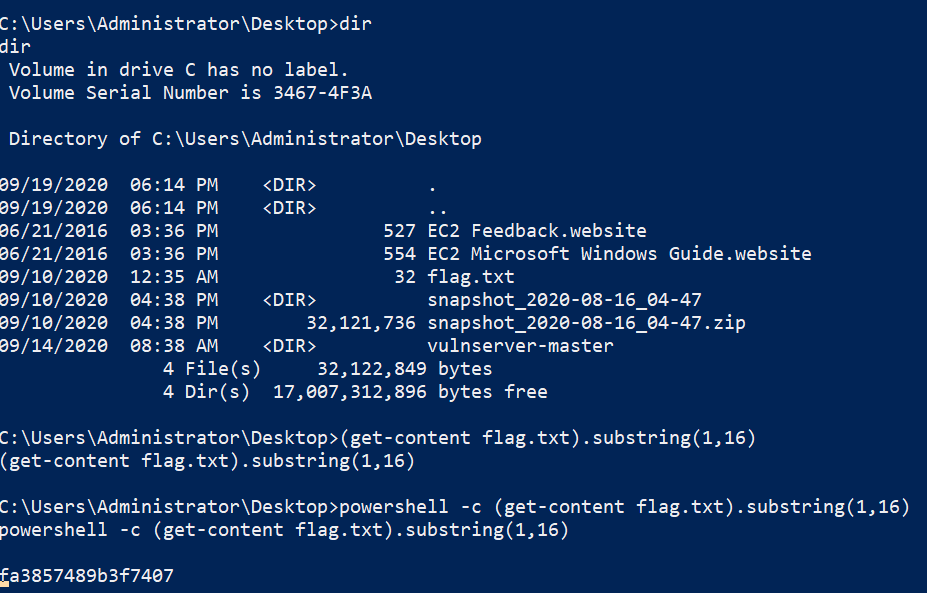 C:\Users\Administrator\Desktop>dir
dir
 Volume in drive C has no label.
 Volume Serial Number is 3467-4F3A

 Directory of C:\Users\Administrator\Desktop

09/19/2020  06:14 PM    <DIR>          .
09/19/2020  06:14 PM    <DIR>          ..
06/21/2016  03:36 PM               527 EC2 Feedback.website
06/21/2016  03:36 PM               554 EC2 Microsoft Windows Guide.website
09/10/2020  12:35 AM                32 flag.txt
09/10/2020  04:38 PM    <DIR>          snapshot_2020-08-16_04-47
09/10/2020  04:38 PM        32,121,736 snapshot_2020-08-16_04-47.zip
09/14/2020  08:38 AM    <DIR>          vulnserver-master
               4 File(s)     32,122,849 bytes
               4 Dir(s)  17,007,312,896 bytes free

C:\Users\Administrator\Desktop>(get-content flag.txt).substring(1,16)
(get-content flag.txt).substring(1,16)

C:\Users\Administrator\Desktop>powershell -c (get-content flag.txt).substring(1,16)
powershell -c (get-content flag.txt).substring(1,16)

fa3857489b3f7407